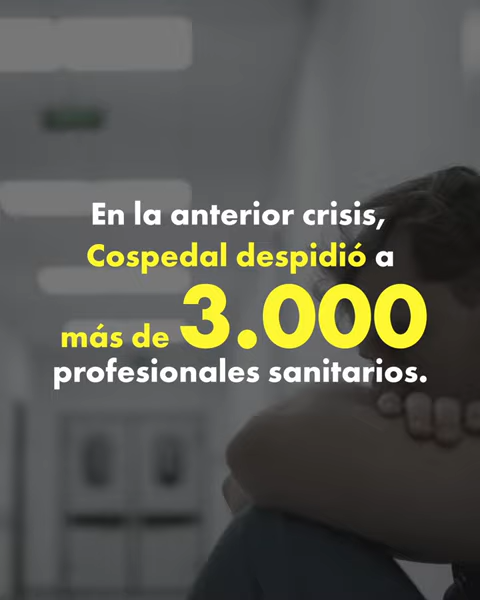 En la anterior crisis,
Cospedal despidió a
más de 3.000
profesionales sanitarios.